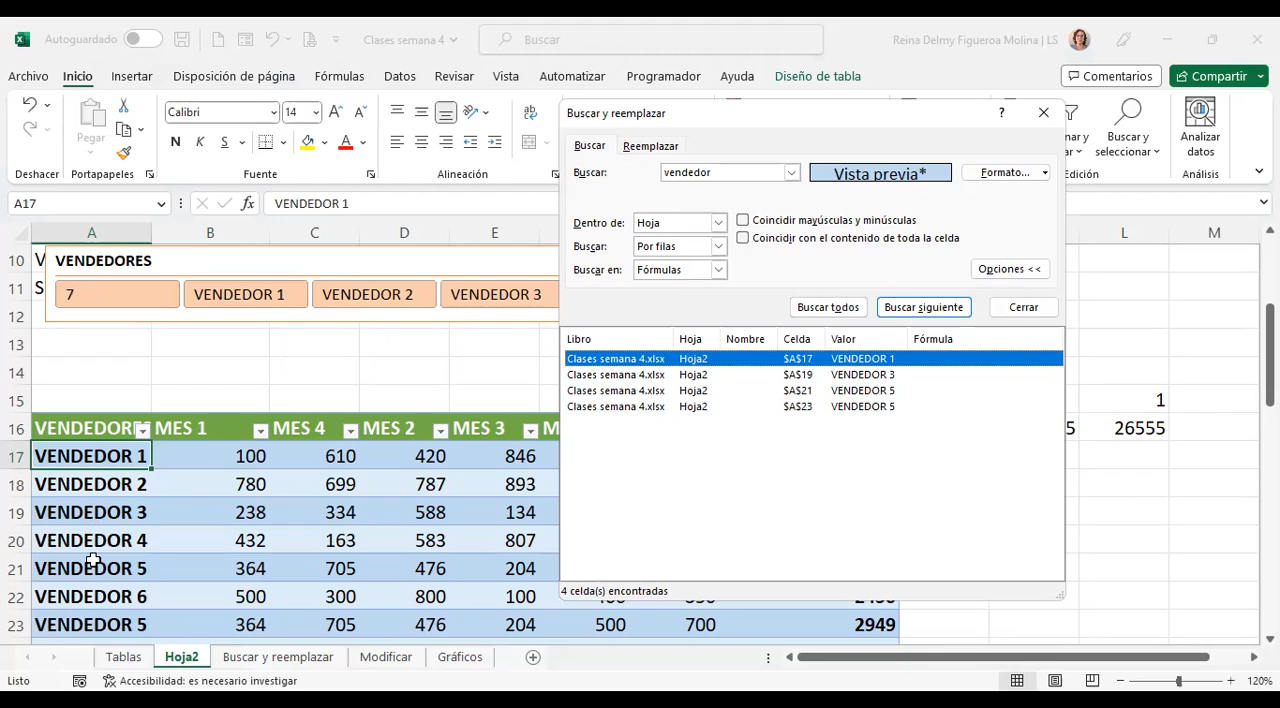 Autoguardado Clases semana 4 Buscar Reina Delmy Figueroa Molina | LS
Archivo Inicio Insertar Disposición de página Fórmulas Datos Revisar Vista Automatizar Programador Ayuda Diseño de tabla Comentarios Compartir
Pegar
Calibri 14
N K S
Deshacer Portapapeles Fuente Alineación
Buscar y seleccionar
Analizar datos
Análisis
A17 fx VENDEDOR 1
A B C D E L M
10 V
11 S
12
13
14
15 1
VENDEDORES
7 VENDEDOR 1 VENDEDOR 2 VENDEDOR 3
16 MES 1 MES 4 MES 2 MES 3 M 5 26555
17 VENDEDOR 1 100 610 420 846
18 VENDEDOR 2 780 699 787 893
19 VENDEDOR 3 238 334 588 134
20 VENDEDOR 4 432 163 583 807
21 VENDEDOR 5 364 705 476 204
22 VENDEDOR 6 500 300 800 100
23 VENDEDOR 5 364 705 476 204 500 700 2949
Buscar y reemplazar ?
Buscar Reemplazar
Buscar: vendedor Vista previa* Formato...
Dentro de: Hoja Coincidir mayúsculas y minúsculas
Buscar: Por filas Coincidir con el contenido de toda la celda
Buscar en: Fórmulas Opciones <<
Buscar todos Buscar siguiente Cerrar
Libro Hoja Nombre Celda Valor Fórmula
Clases semana 4.xlsx Hoja2 $A$17 VENDEDOR 1
Clases semana 4.xlsx Hoja2 $A$19 VENDEDOR 3
Clases semana 4.xlsx Hoja2 $A$21 VENDEDOR 5
Clases semana 4.xlsx Hoja2 $A$23 VENDEDOR 5
4 celda(s) encontradas
Tablas Hoja2 Buscar y reemplazar Modificar Gráficos
Listo Accesibilidad: es necesario investigar 120%